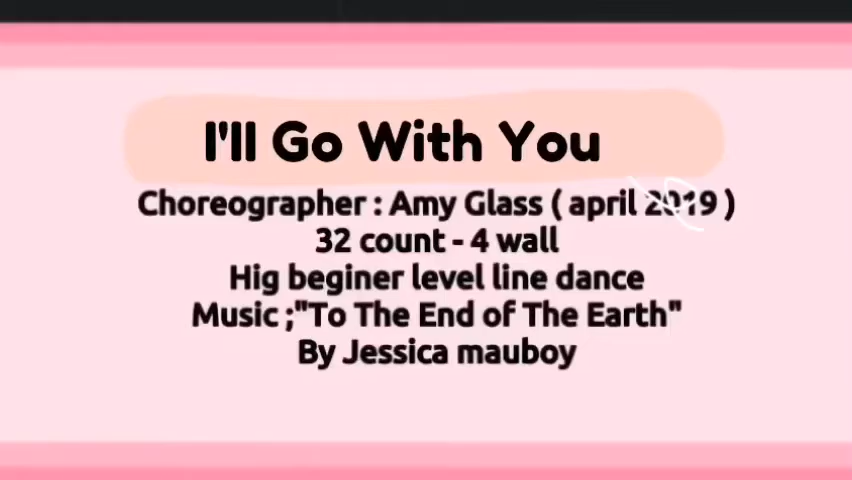 I'll Go With You
Choreographer : Amy Glass ( april 2019 )
32 count - 4 wall
Hig beginer level line dance
Music ;"To The End of The Earth"
By Jessica mauboy